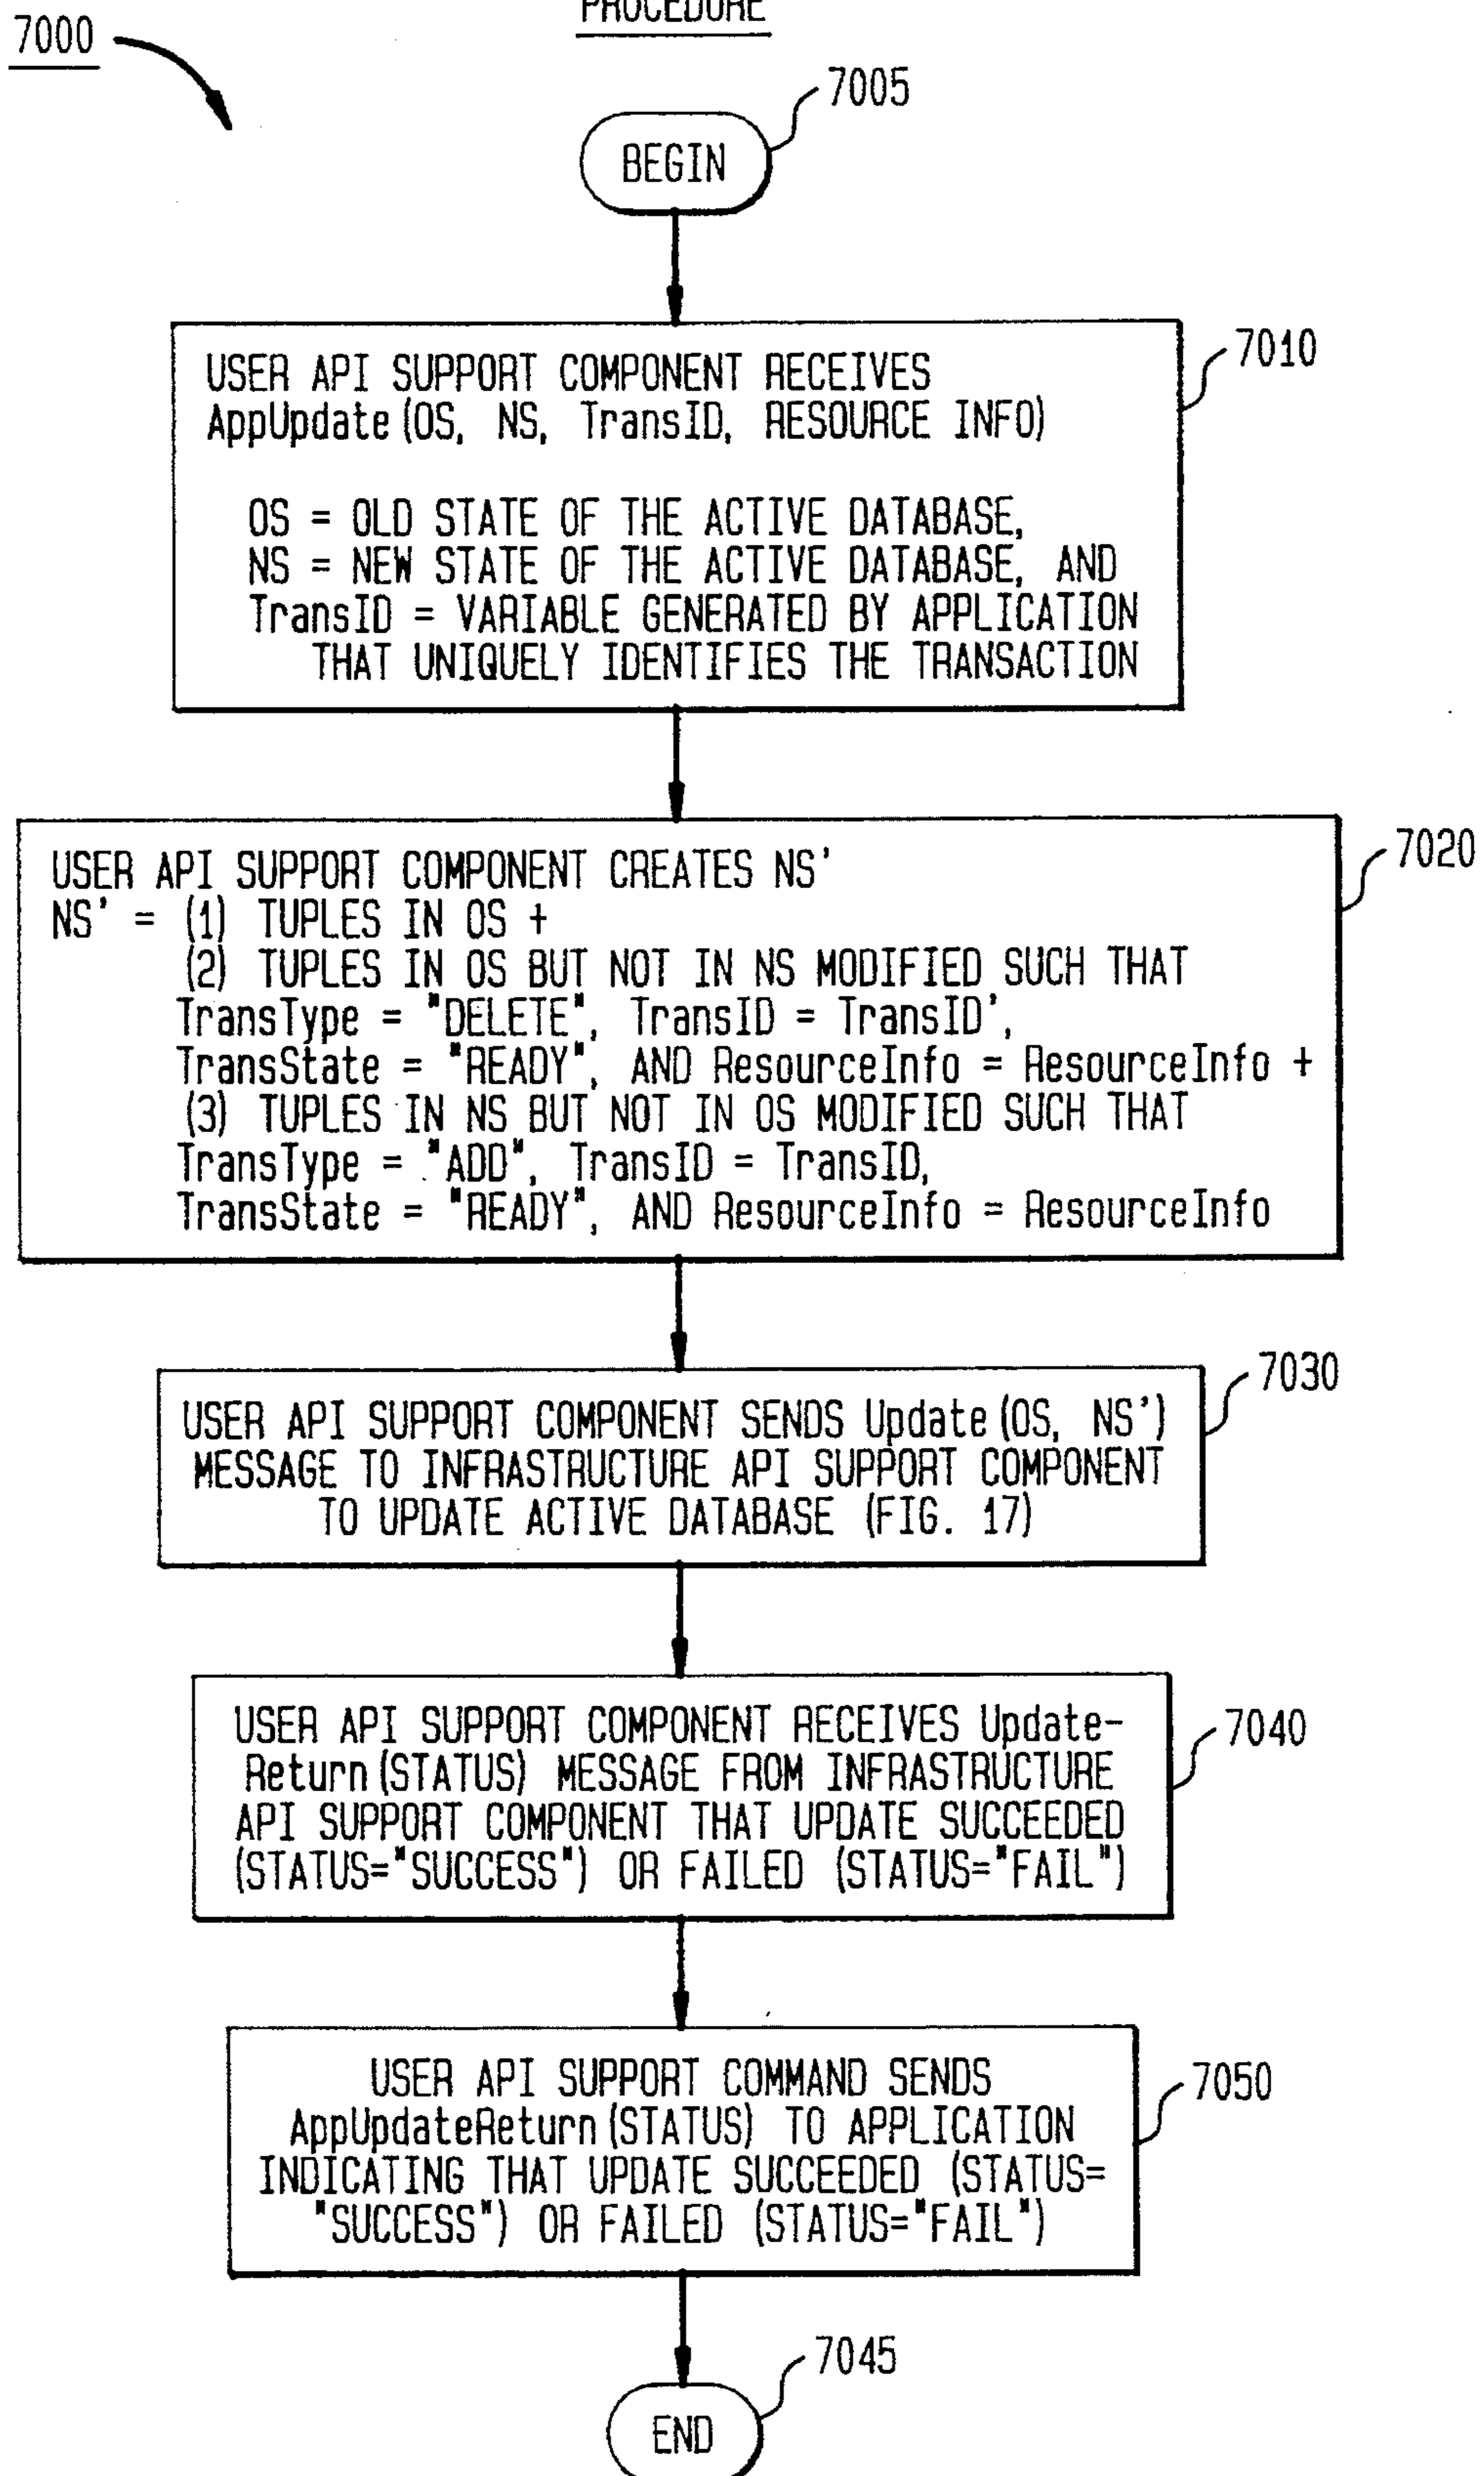 PROCEDURE
7000
7005
BEGIN
7010
USER API SUPPORT COMPONENT RECEIVES
AppUpdate (OS, NS, TransID, RESOURCE INFO)
OS = OLD STATE OF THE ACTIVE DATABASE,
NS = NEW STATE OF THE ACTIVE DATABASE, AND
TransID = VARIABLE GENERATED BY APPLICATION
THAT UNIQUELY IDENTIFIES THE TRANSACTION
7020
USER API SUPPORT COMPONENT CREATES NS'
NS' = (1) TUPLES IN OS +
(2) TUPLES IN OS BUT NOT IN NS MODIFIED SUCH THAT
TransType = "DELETE", TransID = TransID',
TransState = "READY", AND ResourceInfo = ResourceInfo +
(3) TUPLES IN NS BUT NOT IN OS MODIFIED SUCH THAT
TransType = "ADD", TransID = TransID,
TransState = "READY", AND ResourceInfo = ResourceInfo
7030
USER API SUPPORT COMPONENT SENDS Update (OS, NS')
MESSAGE TO INFRASTRUCTURE API SUPPORT COMPONENT
TO UPDATE ACTIVE DATABASE (FIG. 17)
7040
USER API SUPPORT COMPONENT RECEIVES Update-
Return (STATUS) MESSAGE FROM INFRASTRUCTURE
API SUPPORT COMPONENT THAT UPDATE SUCCEEDED
(STATUS="SUCCESS") OR FAILED (STATUS="FAIL")
7050
USER API SUPPORT COMMAND SENDS
AppUpdateReturn (STATUS) TO APPLICATION
INDICATING THAT UPDATE SUCCEEDED (STATUS=
"SUCCESS") OR FAILED (STATUS="FAIL")
7045
END